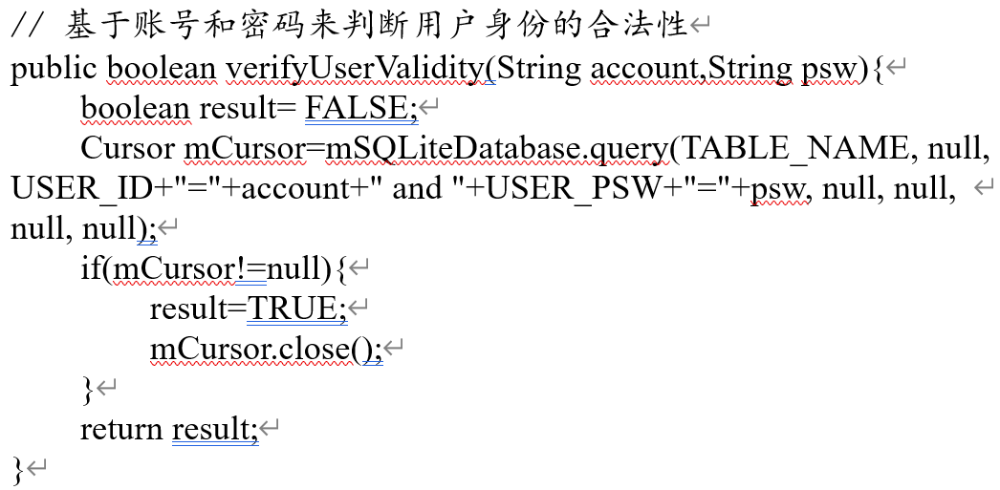 // 基于账号和密码来判断用户身份的合法性↵
public boolean verifyUserValidity(String account,String psw){↵
boolean result= FALSE;↵
Cursor mCursor=mSQLiteDatabase.query(TABLE_NAME, null,
USER_ID+"="+account+" and "+USER_PSW+"="+psw, null, null, ↵
null, null);↵
if(mCursor!=null){↵
result=TRUE;↵
mCursor.close();↵
}↵
return result;↵
}↵